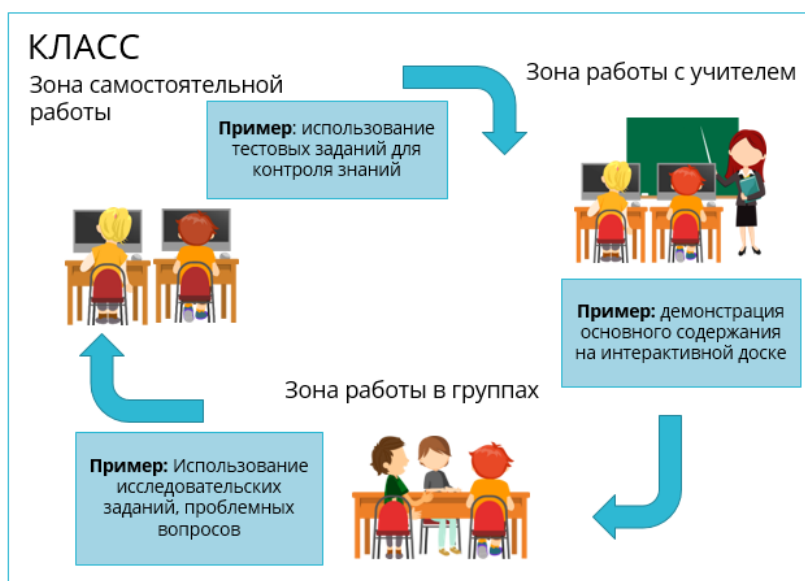 КЛАСС
Зона самостоятельной
работы
Пример: использование
тестовых заданий для
контроля знаний
Зона работы с учителем
Пример: демонстрация
основного содержания
на интерактивной доске
Зона работы в группах
Пример: Использование
исследовательских
заданий, проблемных
вопросов